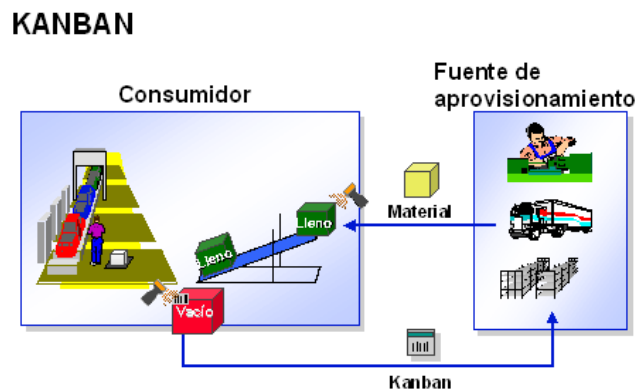 KANBAN
Consumidor
Fuente de
aprovisionamiento
Lleno
Material
Lleno
Vacío
Kanban